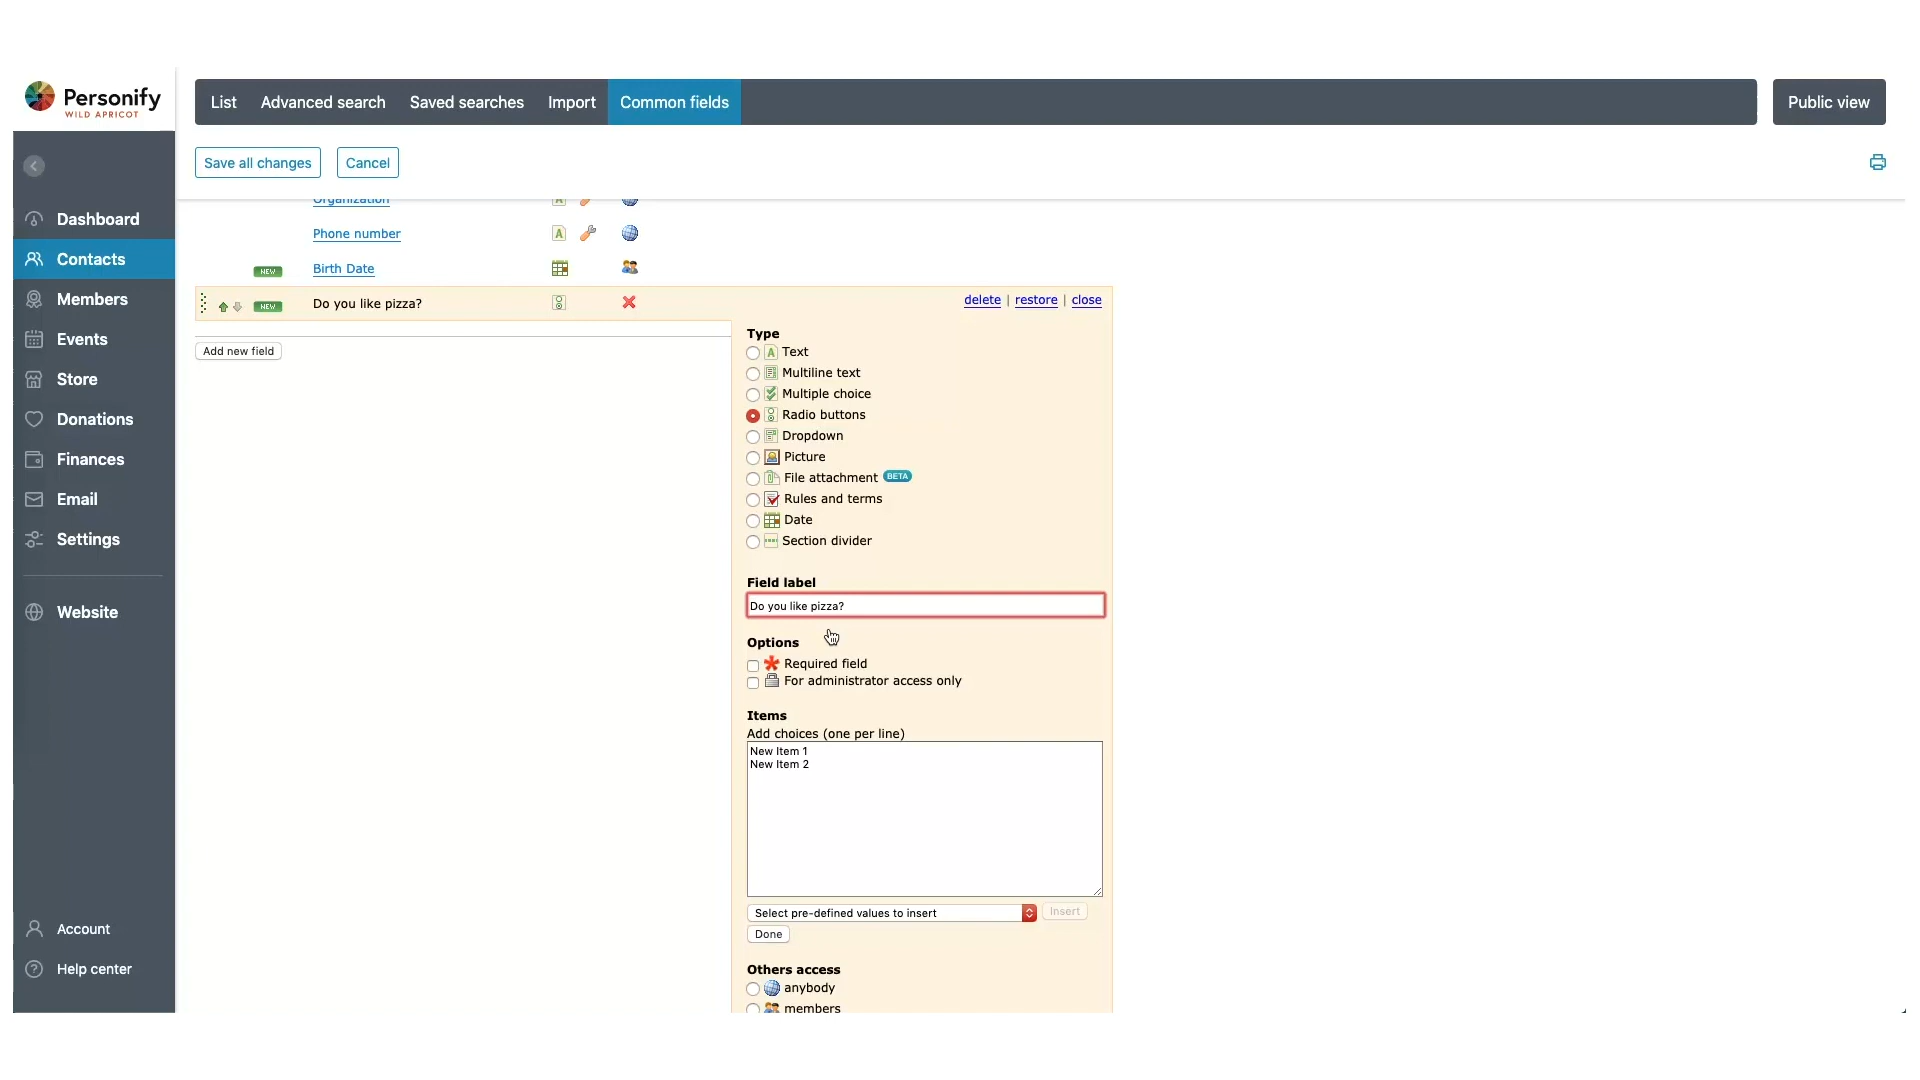 Personify
WILD APRICOT
List
Advanced search
Saved searches
Import
Common fields
Public view
Save all changes
Cancel
Dashboard
Contacts
Members
Events
Store
Donations
Finances
Email
Settings
Website
Account
Help center
Organization
Phone number
NEW
Birth Date
NEW
Do you like pizza?
delete | restore | close
Add new field
Type
Text
Multiline text
Multiple choice
Radio buttons
Dropdown
Picture
File attachment BETA
Rules and terms
Date
Section divider
Field label
Do you like pizza?
Options
Required field
For administrator access only
Items
Add choices (one per line)
New Item 1
New Item 2
Select pre-defined values to insert
Insert
Done
Others access
anybody
members